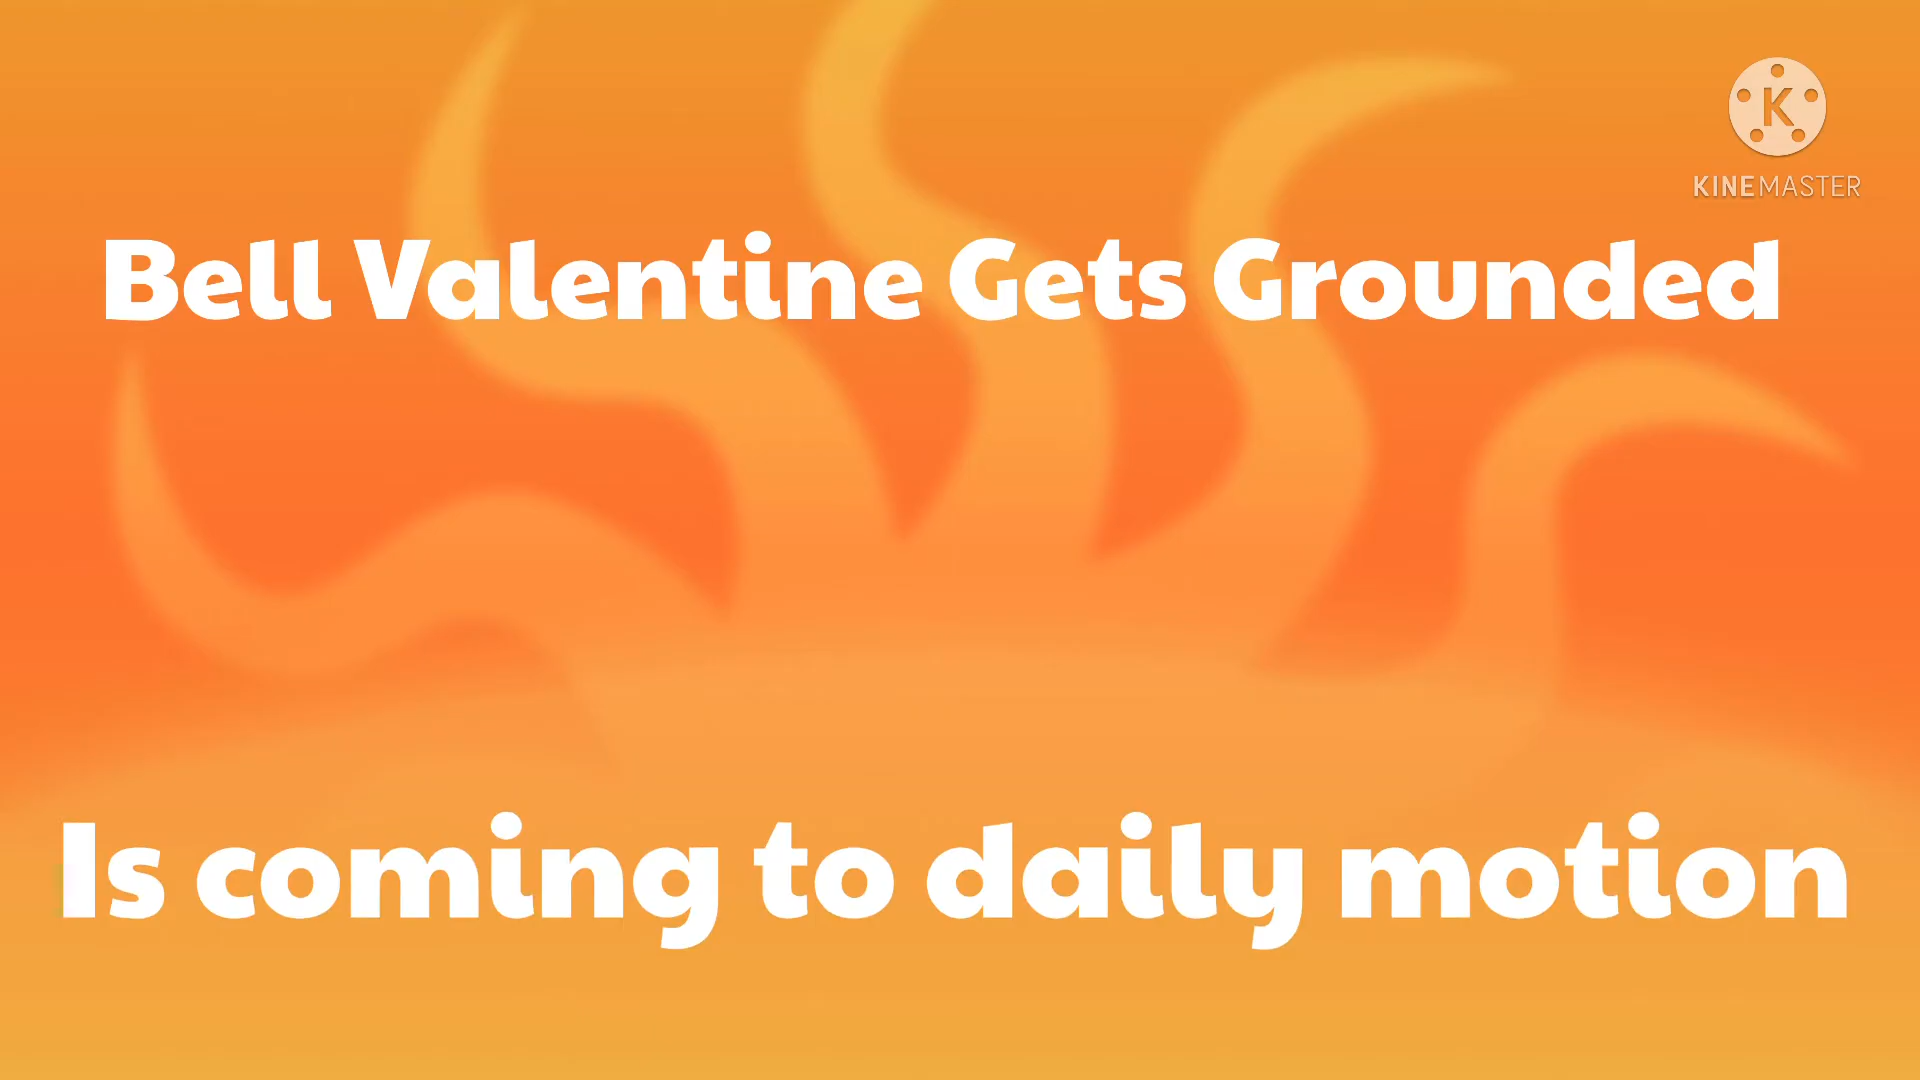 K
KINEMASTER
Bell Valentine Gets Grounded
Is coming to daily motion